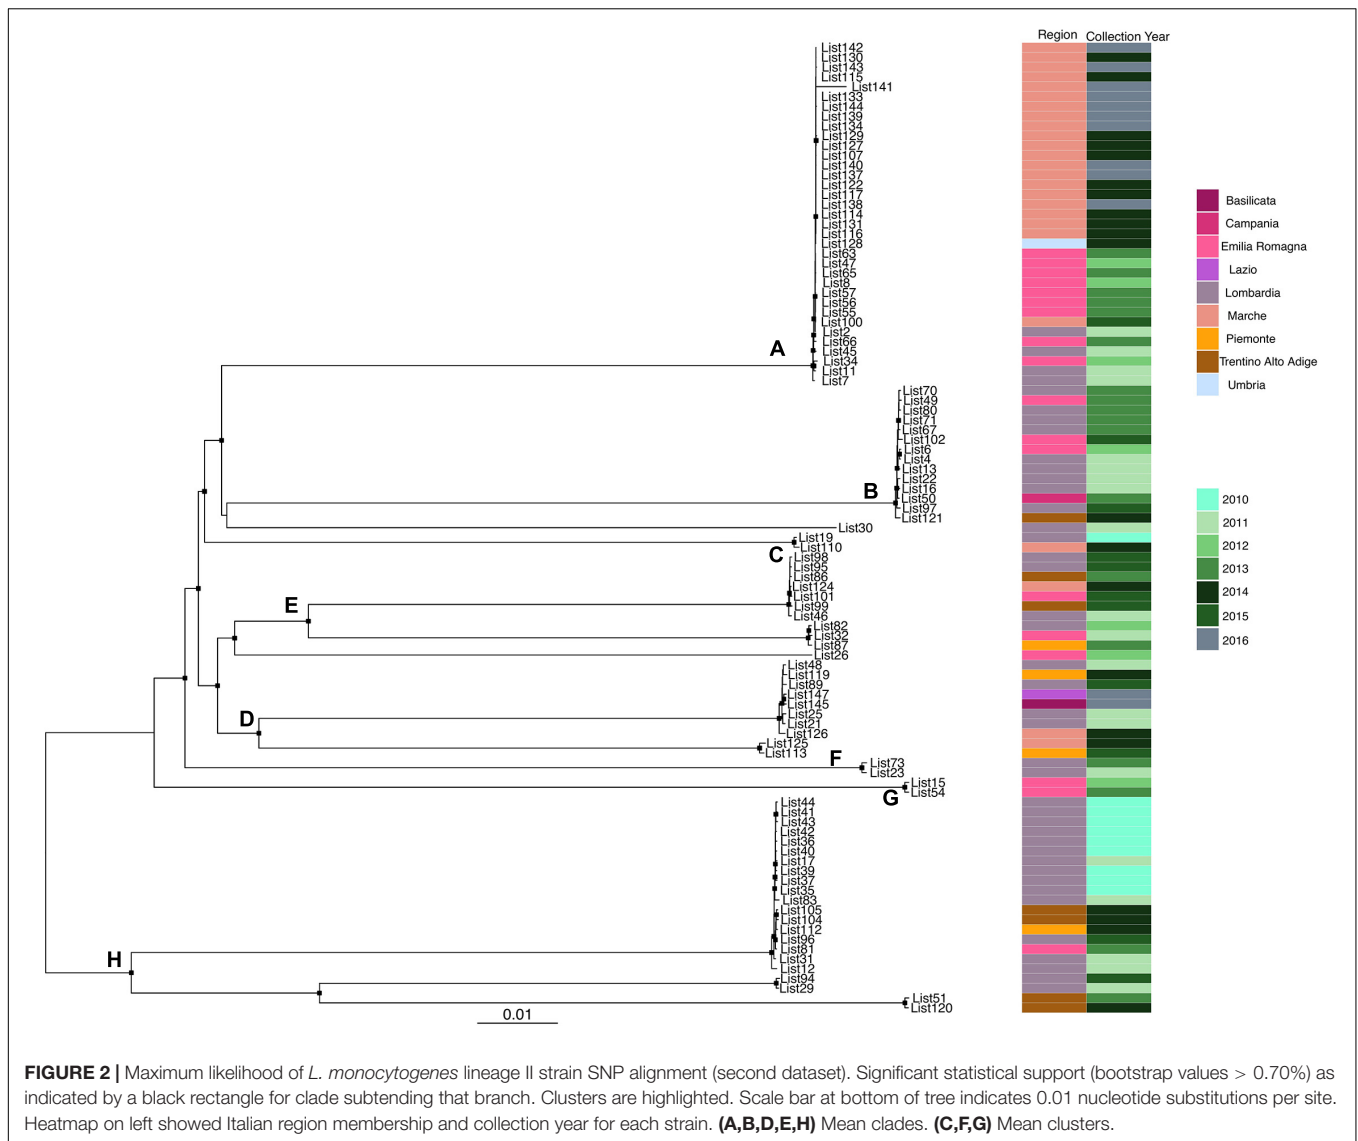 Region Collection Year
List142
List130
List143
List115
List141
List133
List144
List139
List134
List129
List127
List107
List140
List137
List122
List117
List138
List114
List131
List116
List128
List63
List47
List65
List8
List57
List56
List55
List100
List2
List66
List45
List34
List11
List7
A
List70
List49
List80
List71
List67
List102
List6
List4
List13
List22
List16
List50
List97
List121
B
List30
List19
List110
C
List98
List95
List86
List124
List101
List99
List46
E
List82
List32
List87
List26
List48
List119
List89
List147
List145
List25
List21
List126
D
List125
List113
F
List73
List23
List15
List54
G
List44
List41
List43
List42
List36
List40
List17
List39
List37
List35
List83
List105
List104
List112
List96
List81
List31
List12
H
List94
List29
List51
List120
0.01
Basilicata
Campania
Emilia Romagna
Lazio
Lombardia
Marche
Piemonte
Trentino Alto Adige
Umbria
2010
2011
2012
2013
2014
2015
2016
FIGURE 2 | Maximum likelihood of L. monocytogenes lineage II strain SNP alignment (second dataset). Significant statistical support (bootstrap values > 0.70%) as
indicated by a black rectangle for clade subtending that branch. Clusters are highlighted. Scale bar at bottom of tree indicates 0.01 nucleotide substitutions per site.
Heatmap on left showed Italian region membership and collection year for each strain. (A,B,D,E,H) Mean clades. (C,F,G) Mean clusters.